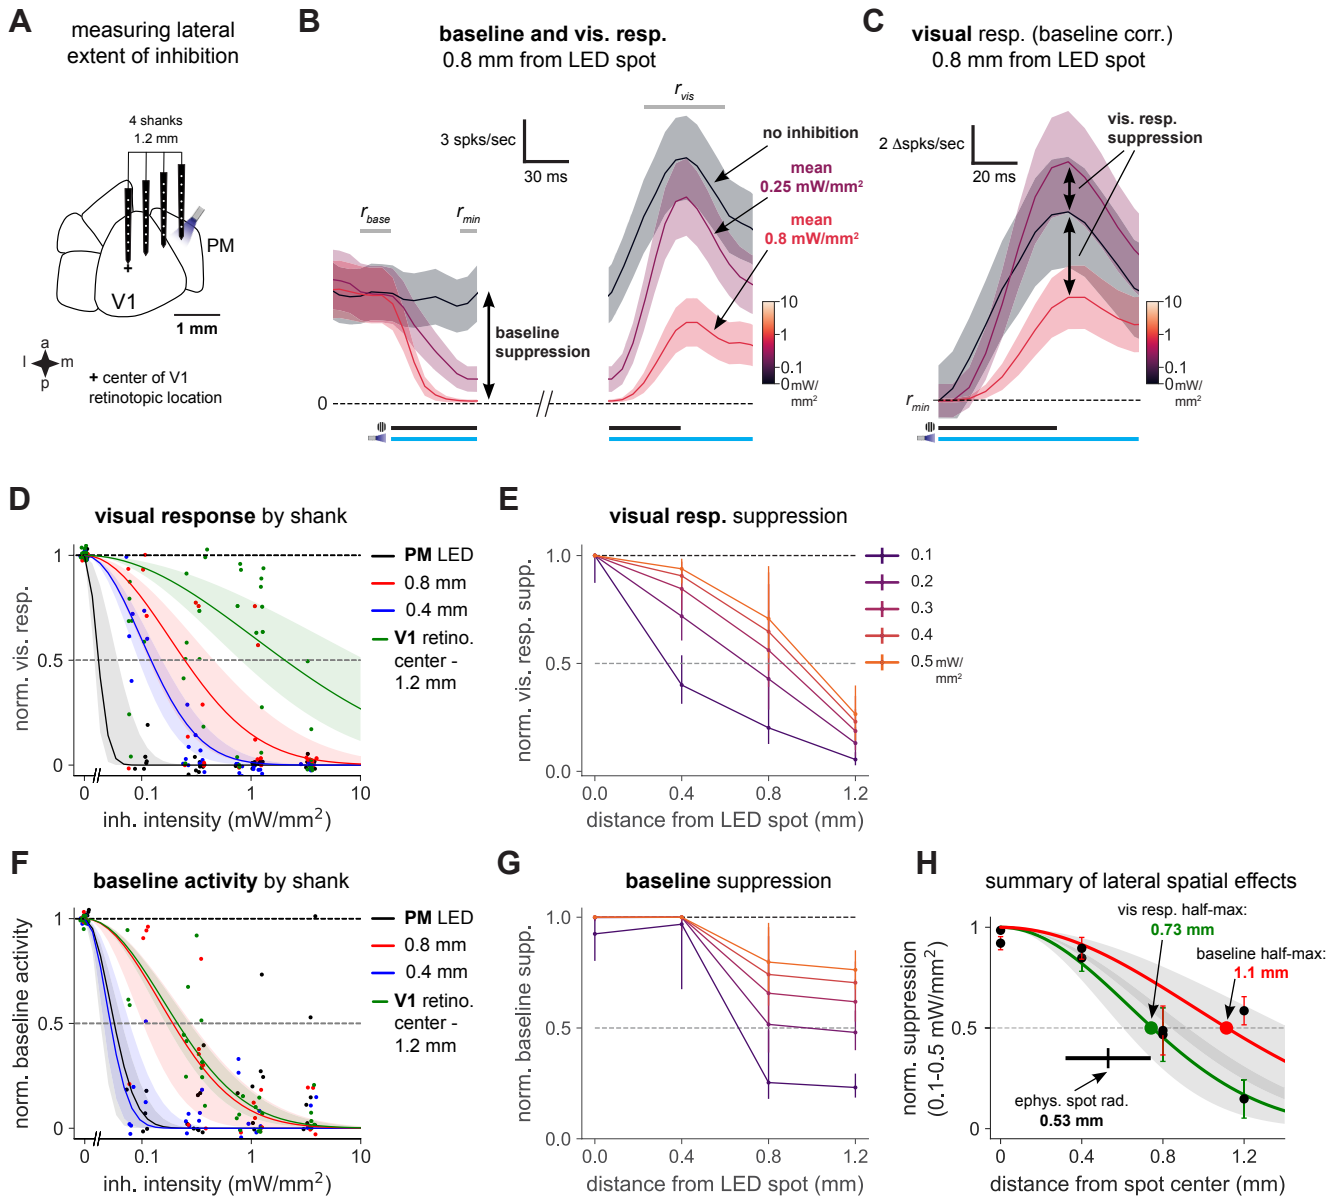 A
measuring lateral
extent of inhibition
4 shanks
1.2 mm
PM
V1
1 mm
a
l
m
p
+ center of V1
retinotopic location
B
baseline and vis. resp.
0.8 mm from LED spot
r_vis
3 spks/sec
30 ms
no inhibition
mean
0.25 mW/mm²
mean
0.8 mW/mm²
r_base
r_min
baseline
suppression
10
1
0.1
0 mW/
mm²
0
C
visual resp. (baseline corr.)
0.8 mm from LED spot
2 Δspks/sec
20 ms
vis. resp.
suppression
10
1
0.1
0 mW/
mm²
r_min
D
visual response by shank
norm. vis. resp.
1
0.5
0
0
0.1
1
10
inh. intensity (mW/mm²)
PM LED
0.8 mm
0.4 mm
V1 retino.
center -
1.2 mm
E
visual resp. suppression
norm. vis. resp. supp.
1.0
0.5
0.0
0.0
0.4
0.8
1.2
distance from LED spot (mm)
0.1
0.2
0.3
0.4
0.5 mW/
mm²
F
baseline activity by shank
norm. baseline activity
1
0.5
0
0
0.1
1
10
inh. intensity (mW/mm²)
PM LED
0.8 mm
0.4 mm
V1 retino.
center -
1.2 mm
G
baseline suppression
norm. baseline supp.
1.0
0.5
0.0
0.0
0.4
0.8
1.2
distance from LED spot (mm)
H
summary of lateral spatial effects
vis resp. half-max:
0.73 mm
baseline half-max:
1.1 mm
norm. suppression
(0.1-0.5 mW/mm²)
1
0.5
0
ephys. spot rad.
0.53 mm
0.0
0.4
0.8
1.2
distance from spot center (mm)